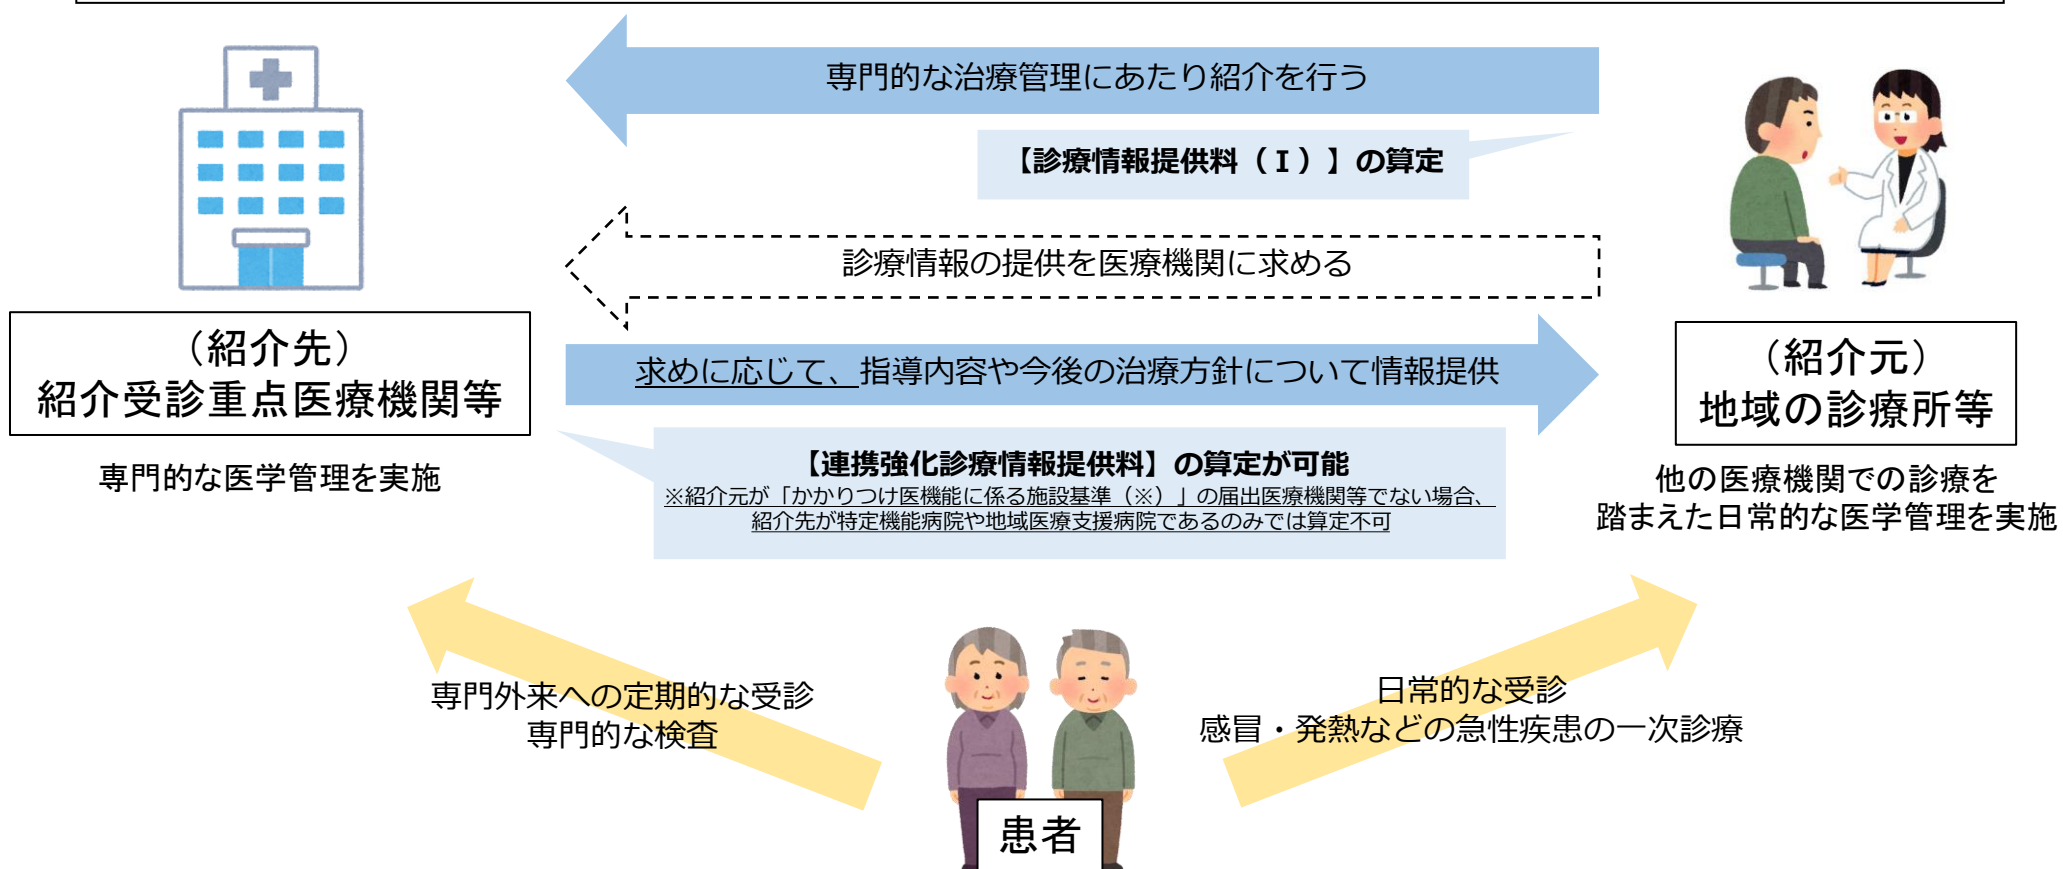 専門的な治療管理にあたり紹介を行う
【診療情報提供料(Ⅰ)】の算定
診療情報の提供を医療機関に求める
求めに応じて、指導内容や今後の治療方針について情報提供
【連携強化診療情報提供料】の算定が可能
※紹介元が「かかりつけ医機能に係る施設基準(※)」の届出医療機関等でない場合、
紹介先が特定機能病院や地域医療支援病院であるのみでは算定不可
(紹介先)
紹介受診重点医療機関等
専門的な医学管理を実施
(紹介元)
地域の診療所等
他の医療機関での診療を
踏まえた日常的な医学管理を実施
専門外来への定期的な受診
専門的な検査
日常的な受診
感冒・発熱などの急性疾患の一次診療
患者